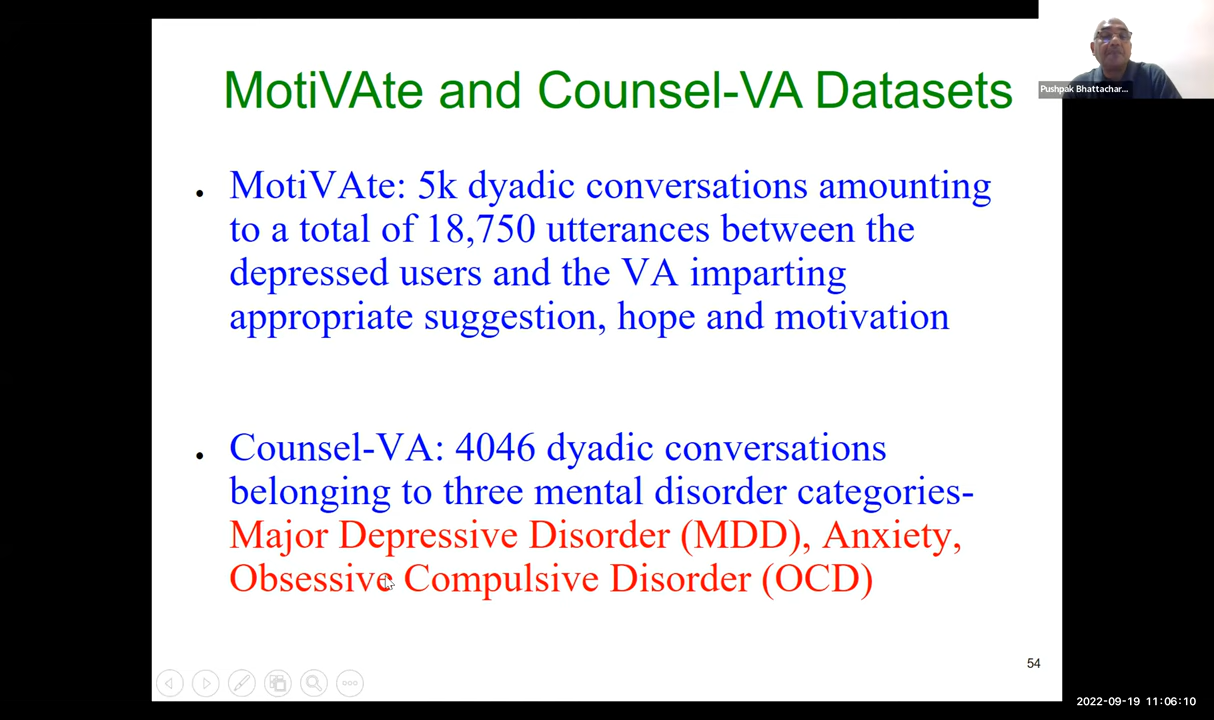 MotiVAte and Counsel-VA Datasets
Pushpak Bhattachar...
• MotiVAte: 5k dyadic conversations amounting
to a total of 18,750 utterances between the
depressed users and the VA imparting
appropriate suggestion, hope and motivation
• Counsel-VA: 4046 dyadic conversations
belonging to three mental disorder categories-
Major Depressive Disorder (MDD), Anxiety,
Obsessive Compulsive Disorder (OCD)
54
2022-09-19 11:06:10